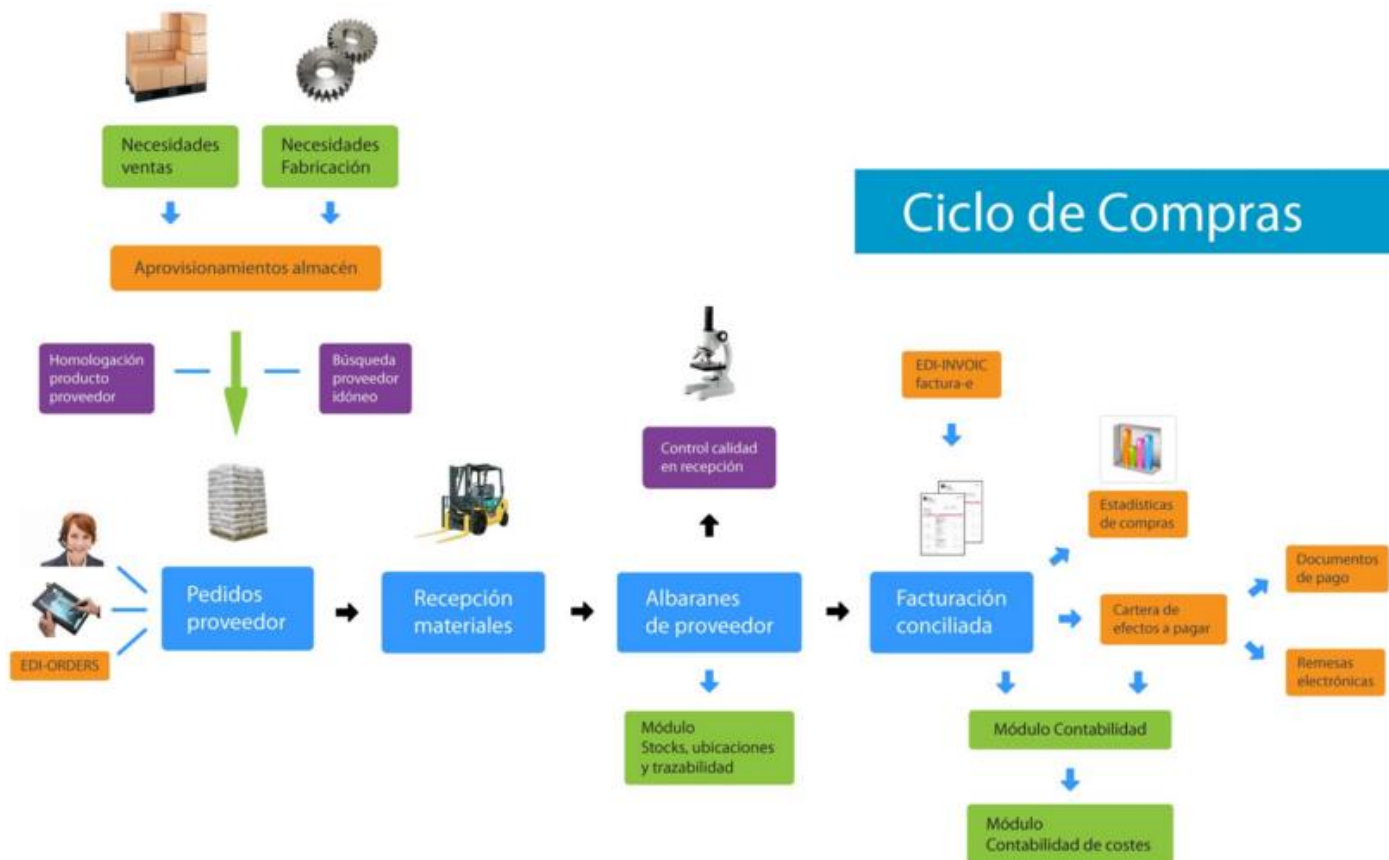 Necesidades
ventas
Necesidades
Fabricación
Ciclo de Compras
Aprovisionamientos almacén
Homologación
producto
proveedor
Búsqueda
proveedor
idóneo
EDI-INVOIC
factura-e
Control calidad
en recepción
Estadísticas
de compras
Pedidos
proveedor
Recepción
materiales
Albaranes
de proveedor
Facturación
conciliada
Cartera de
efectos a pagar
Documentos
de pago
Remesas
electrónicas
EDI-ORDERS
Módulo
Stocks, ubicaciones
y trazabilidad
Módulo Contabilidad
Módulo
Contabilidad de costes